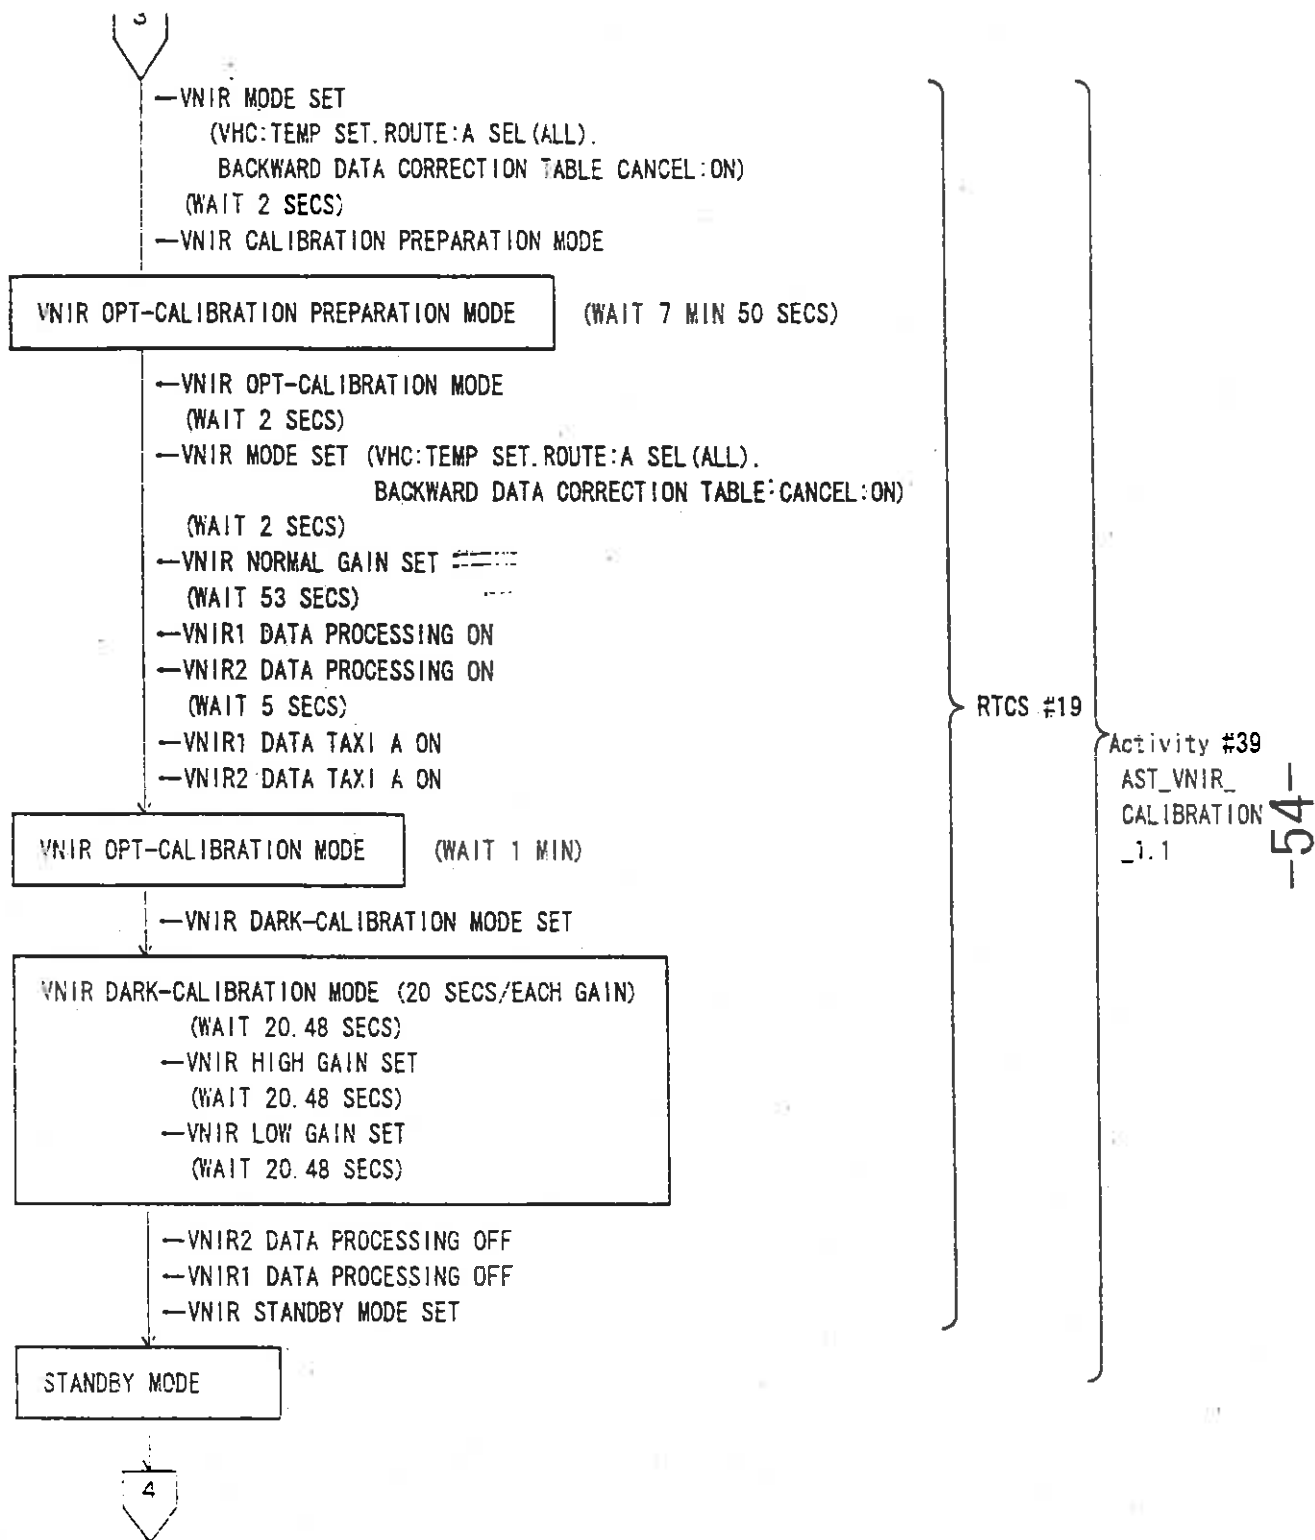 3
←VNIR MODE SET
(VHC:TEMP SET.ROUTE:A SEL(ALL).
BACKWARD DATA CORRECTION TABLE CANCEL:ON)
(WAIT 2 SECS)
←VNIR CALIBRATION PREPARATION MODE
VNIR OPT-CALIBRATION PREPARATION MODE (WAIT 7 MIN 50 SECS)
←VNIR OPT-CALIBRATION MODE
(WAIT 2 SECS)
←VNIR MODE SET (VHC:TEMP SET.ROUTE:A SEL(ALL).
BACKWARD DATA CORRECTION TABLE:CANCEL:ON)
(WAIT 2 SECS)
←VNIR NORMAL GAIN SET
(WAIT 53 SECS)
←VNIR1 DATA PROCESSING ON
←VNIR2 DATA PROCESSING ON
(WAIT 5 SECS)
←VNIR1 DATA TAXI A ON
←VNIR2 DATA TAXI A ON
VNIR OPT-CALIBRATION MODE (WAIT 1 MIN)
←VNIR DARK-CALIBRATION MODE SET
VNIR DARK-CALIBRATION MODE (20 SECS/EACH GAIN)
(WAIT 20.48 SECS)
←VNIR HIGH GAIN SET
(WAIT 20.48 SECS)
←VNIR LOW GAIN SET
(WAIT 20.48 SECS)
←VNIR2 DATA PROCESSING OFF
←VNIR1 DATA PROCESSING OFF
←VNIR STANDBY MODE SET
STANDBY MODE
4
RTCS #19
Activity #39
AST_VNIR_
CALIBRATION
_1.1
-54-